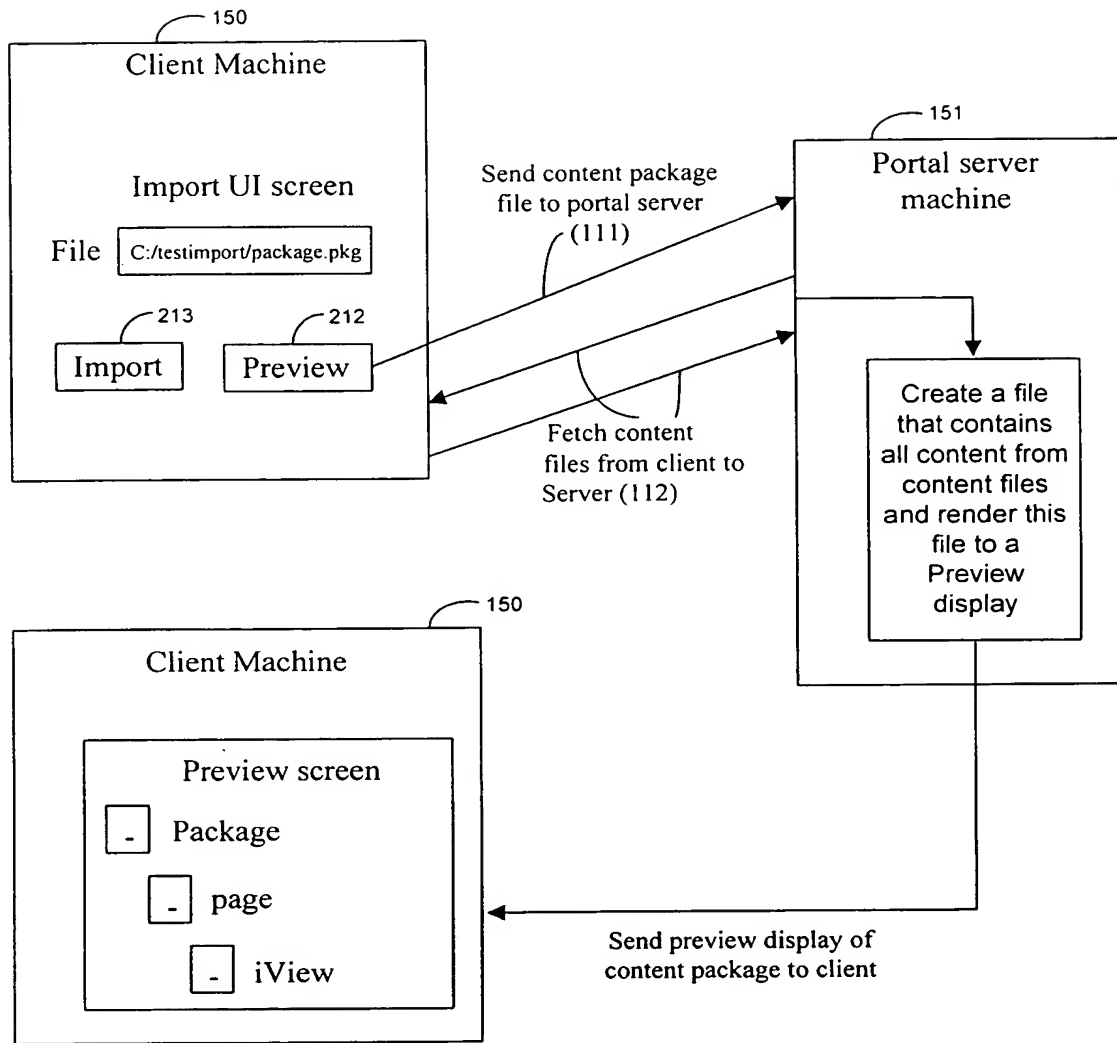 150
Client Machine
Import UI screen
File C:/testimport/package.pkg
213
212
Import
Preview
Send content package
file to portal server
(111)
Fetch content
files from client to
Server (112)
151
Portal server
machine
Create a file
that contains
all content from
content files
and render this
file to a
Preview
display
150
Client Machine
Preview screen
- Package
- page
- iView
Send preview display of
content package to client